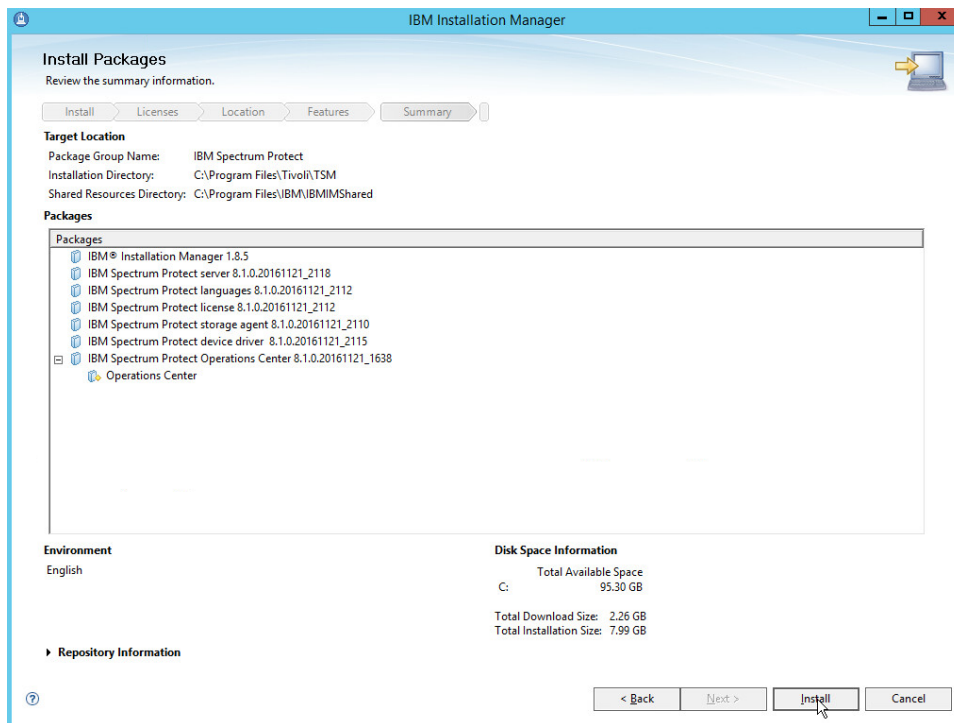 IBM Installation Manager
Install Packages
Review the summary information.
Install Licenses Location Features Summary
Target Location
Package Group Name: IBM Spectrum Protect
Installation Directory: C:\Program Files\Tivoli\TSM
Shared Resources Directory: C:\Program Files\IBM\IBMIMShared
Packages
Packages
IBM® Installation Manager 1.8.5
IBM Spectrum Protect server 8.1.0.20161121_2118
IBM Spectrum Protect languages 8.1.0.20161121_2112
IBM Spectrum Protect license 8.1.0.20161121_2112
IBM Spectrum Protect storage agent 8.1.0.20161121_2110
IBM Spectrum Protect device driver 8.1.0.20161121_2115
IBM Spectrum Protect Operations Center 8.1.0.20161121_1638
Operations Center
Environment
English
Disk Space Information
Total Available Space
C: 95.30 GB
Total Download Size: 2.26 GB
Total Installation Size: 7.99 GB
Repository Information
? < Back Next > Install Cancel